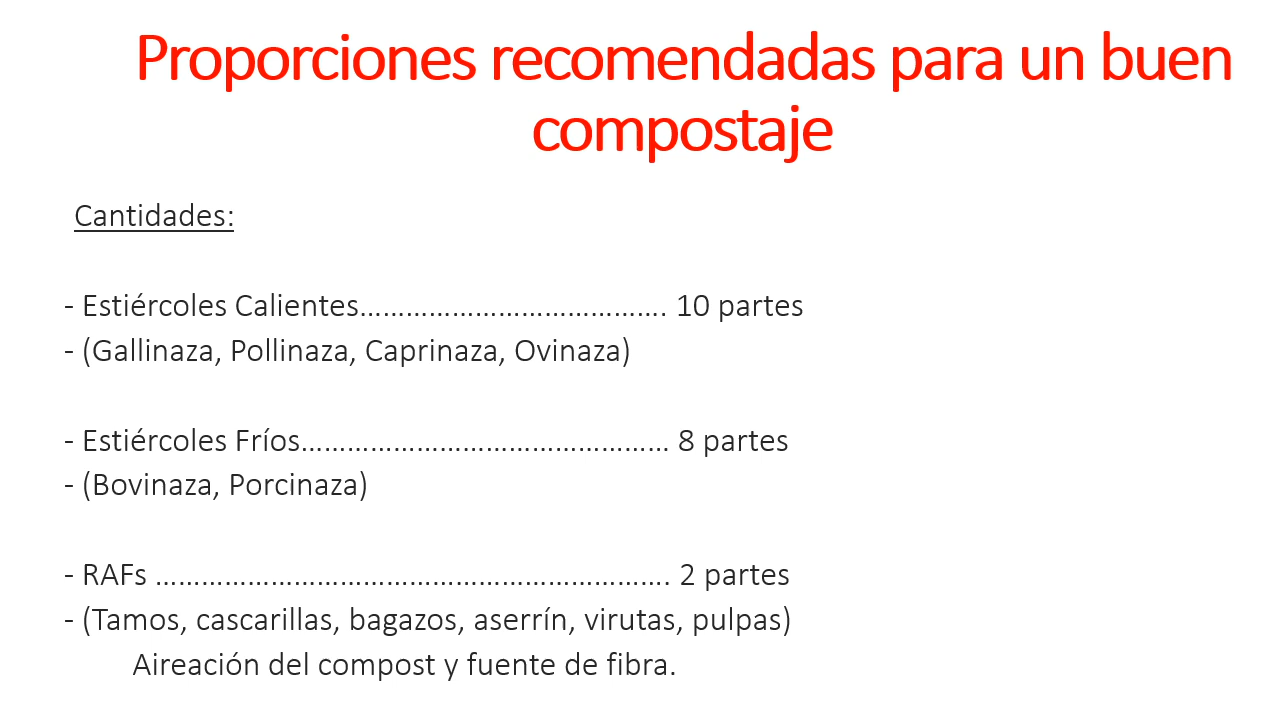 Proporciones recomendadas para un buen
compostaje
Cantidades:
- Estiércoles Calientes…………………………………. 10 partes
- (Gallinaza, Pollinaza, Caprinaza, Ovinaza)
- Estiércoles Fríos………………………………………… 8 partes
- (Bovinaza, Porcinaza)
- RAFs …………………………………………………………. 2 partes
- (Tamos, cascarillas, bagazos, aserrín, virutas, pulpas)
Aireación del compost y fuente de fibra.